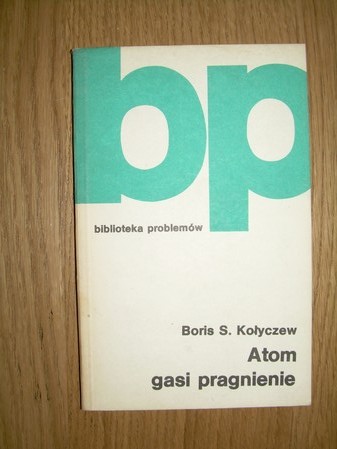 bp
biblioteka problemów
Boris S. Kołyczew
Atom
gasi pragnienie